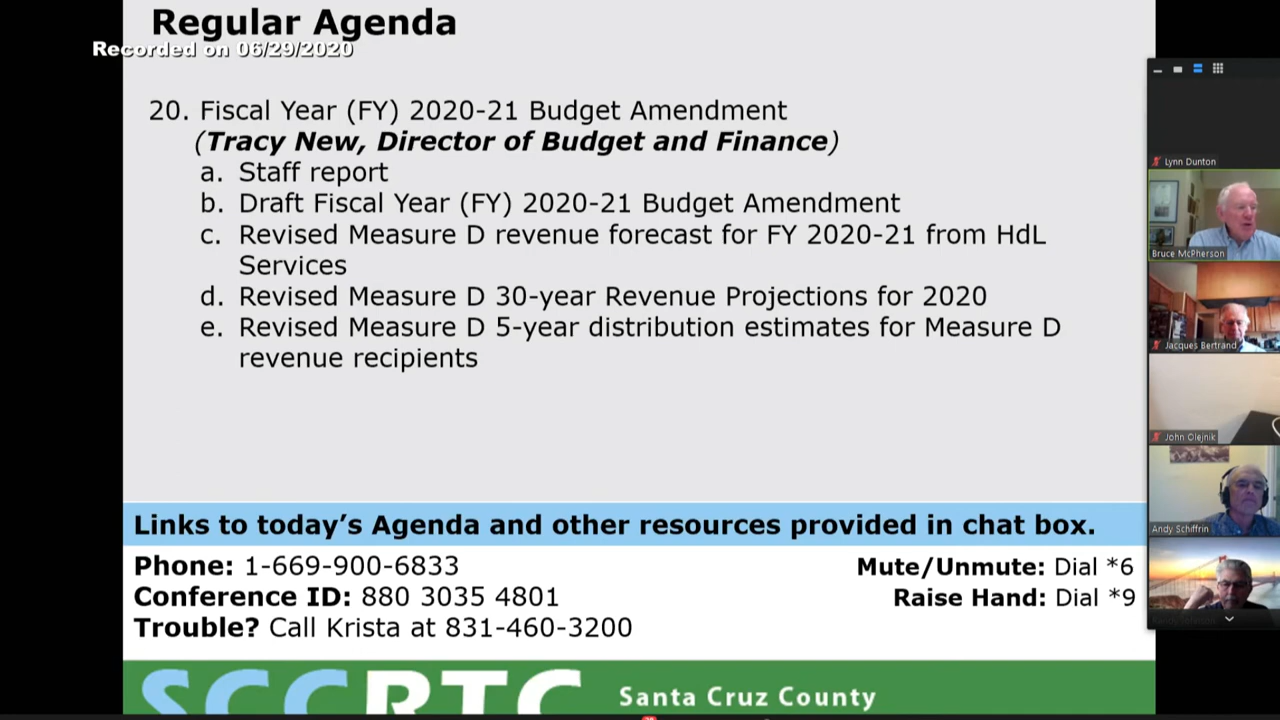 Regular Agenda
Recorded on 06/29/2020
20. Fiscal Year (FY) 2020-21 Budget Amendment
(Tracy New, Director of Budget and Finance)
a. Staff report
b. Draft Fiscal Year (FY) 2020-21 Budget Amendment
c. Revised Measure D revenue forecast for FY 2020-21 from HdL
Services
d. Revised Measure D 30-year Revenue Projections for 2020
e. Revised Measure D 5-year distribution estimates for Measure D
revenue recipients
Links to today's Agenda and other resources provided in chat box.
Phone: 1-669-900-6833
Conference ID: 880 3035 4801
Trouble? Call Krista at 831-460-3200
Mute/Unmute: Dial *6
Raise Hand: Dial *9
SCCRTC
Santa Cruz County
Lynn Dunton
Bruce McPherson
Jacques Bertrand
John Olejnik
Andy Schiffrin